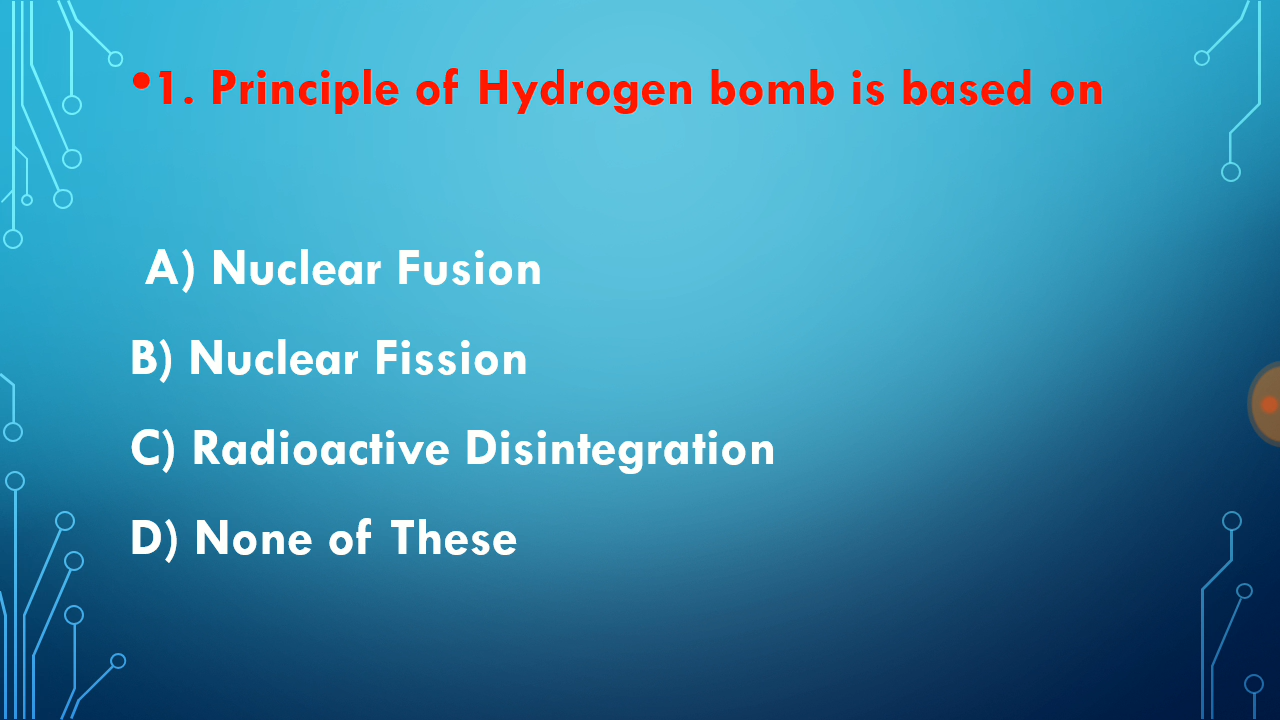 •1. Principle of Hydrogen bomb is based on
A) Nuclear Fusion
B) Nuclear Fission
C) Radioactive Disintegration
D) None of These